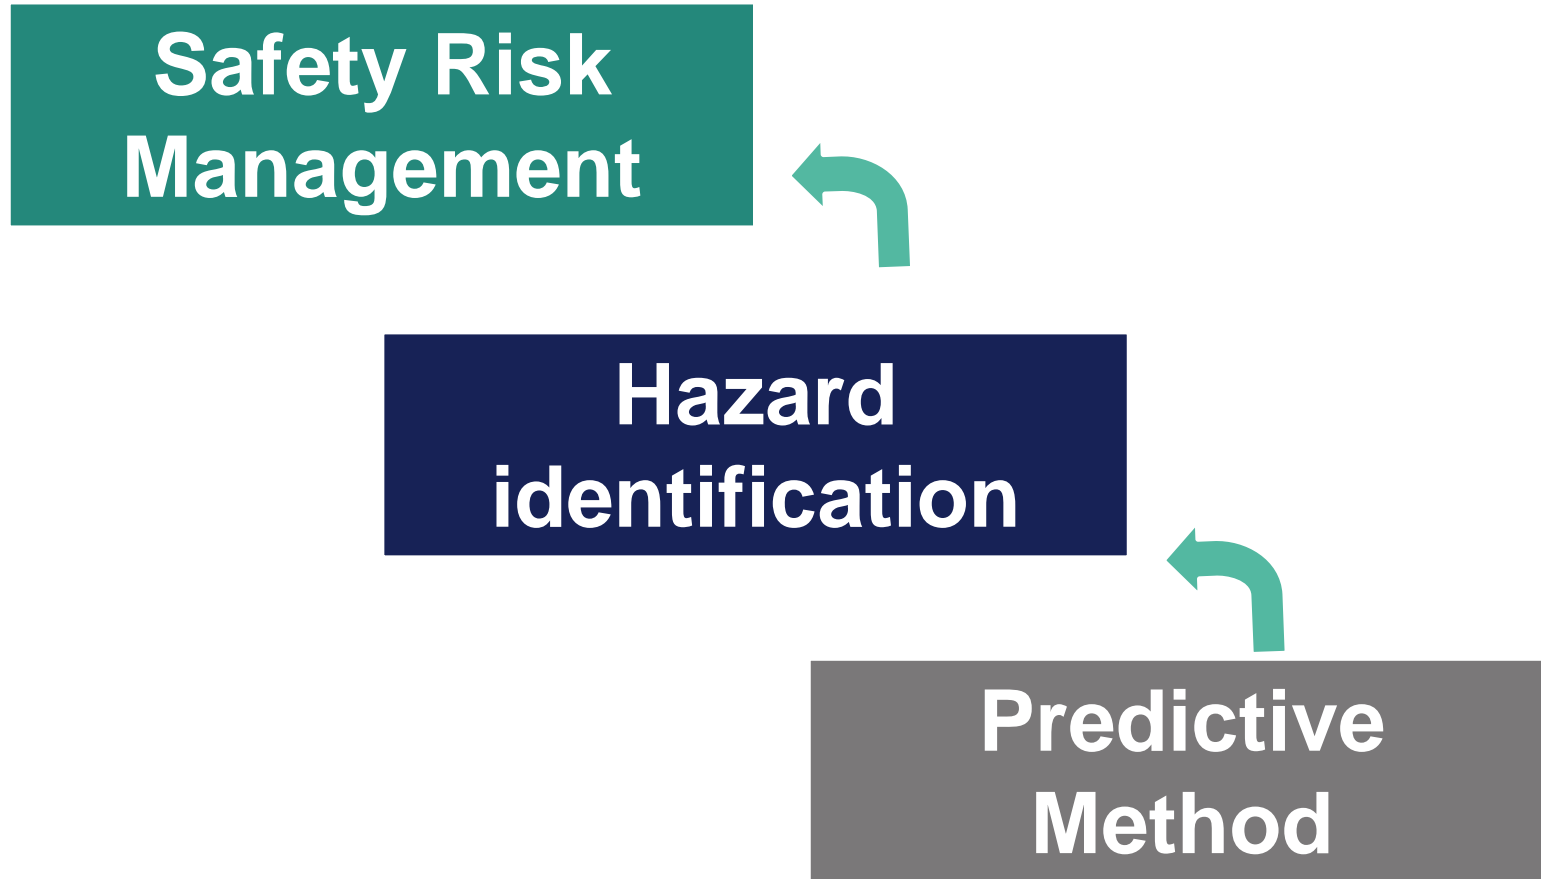 Safety Risk
Management
Hazard
identification
Predictive
Method